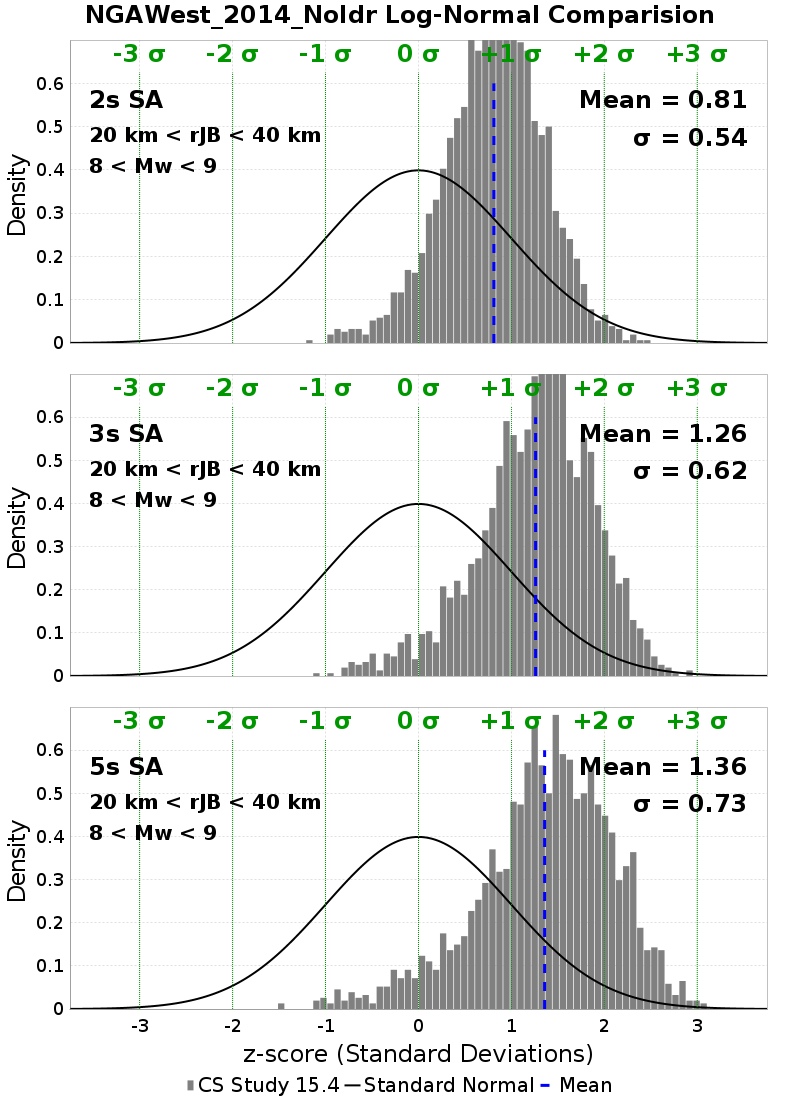 NGAWest_2014_NoIdr Log-Normal Comparision
-3 σ -2 σ -1 σ 0 σ +1 σ +2 σ +3 σ
0.6
2s SA
Mean = 0.81
0.5
20 km < rJB < 40 km
σ = 0.54
8 < Mw < 9
0.4
0.3
0.2
0.1
0
Density
-3 σ -2 σ -1 σ 0 σ +1 σ +2 σ +3 σ
0.6
3s SA
Mean = 1.26
0.5
20 km < rJB < 40 km
σ = 0.62
8 < Mw < 9
0.4
0.3
0.2
0.1
0
Density
-3 σ -2 σ -1 σ 0 σ +1 σ +2 σ +3 σ
0.6
5s SA
Mean = 1.36
0.5
20 km < rJB < 40 km
σ = 0.73
8 < Mw < 9
0.4
0.3
0.2
0.1
0
Density
-3 -2 -1 0 1 2 3
z-score (Standard Deviations)
CS Study 15.4 Standard Normal Mean